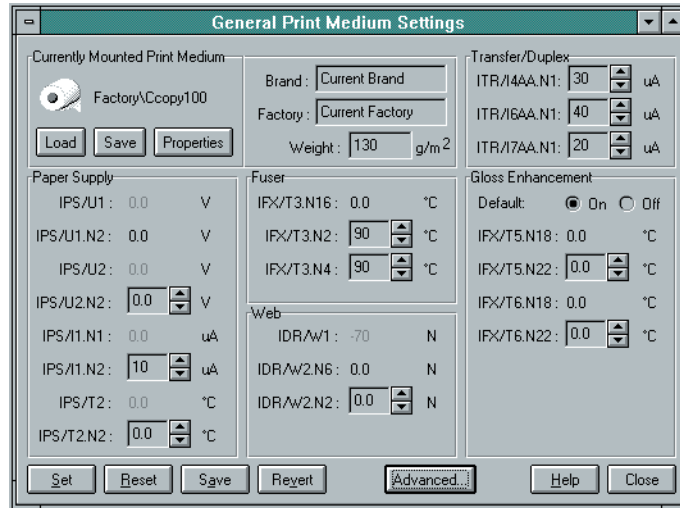 General Print Medium Settings
Currently Mounted Print Medium
Factory\Ccopy100
Load Save Properties
Brand : Current Brand
Factory : Current Factory
Weight : 130 g/m2
Transfer/Duplex
ITR/I4AA.N1: 30 uA
ITR/I6AA.N1: 40 uA
ITR/I7AA.N1: 20 uA
Paper Supply
IPS/U1 : 0.0 V
IPS/U1.N2 : 0.0 V
IPS/U2 : 0.0 V
IPS/U2.N2 : 0.0 V
IPS/I1.N1 : 0.0 uA
IPS/I1.N2 : 10 uA
IPS/T2 : 0.0 °C
IPS/T2.N2 : 0.0 °C
Fuser
IFX/T3.N16 : 0.0 °C
IFX/T3.N2 : 90 °C
IFX/T3.N4 : 90 °C
Web
IDR/W1 : -70 N
IDR/W2.N6 : 0.0 N
IDR/W2.N2 : 0.0 N
Gloss Enhancement
Default: On Off
IFX/T5.N18 : 0.0 °C
IFX/T5.N22 : 0.0 °C
IFX/T6.N18 : 0.0 °C
IFX/T6.N22 : 0.0 °C
Set Reset Save Revert Advanced... Help Close